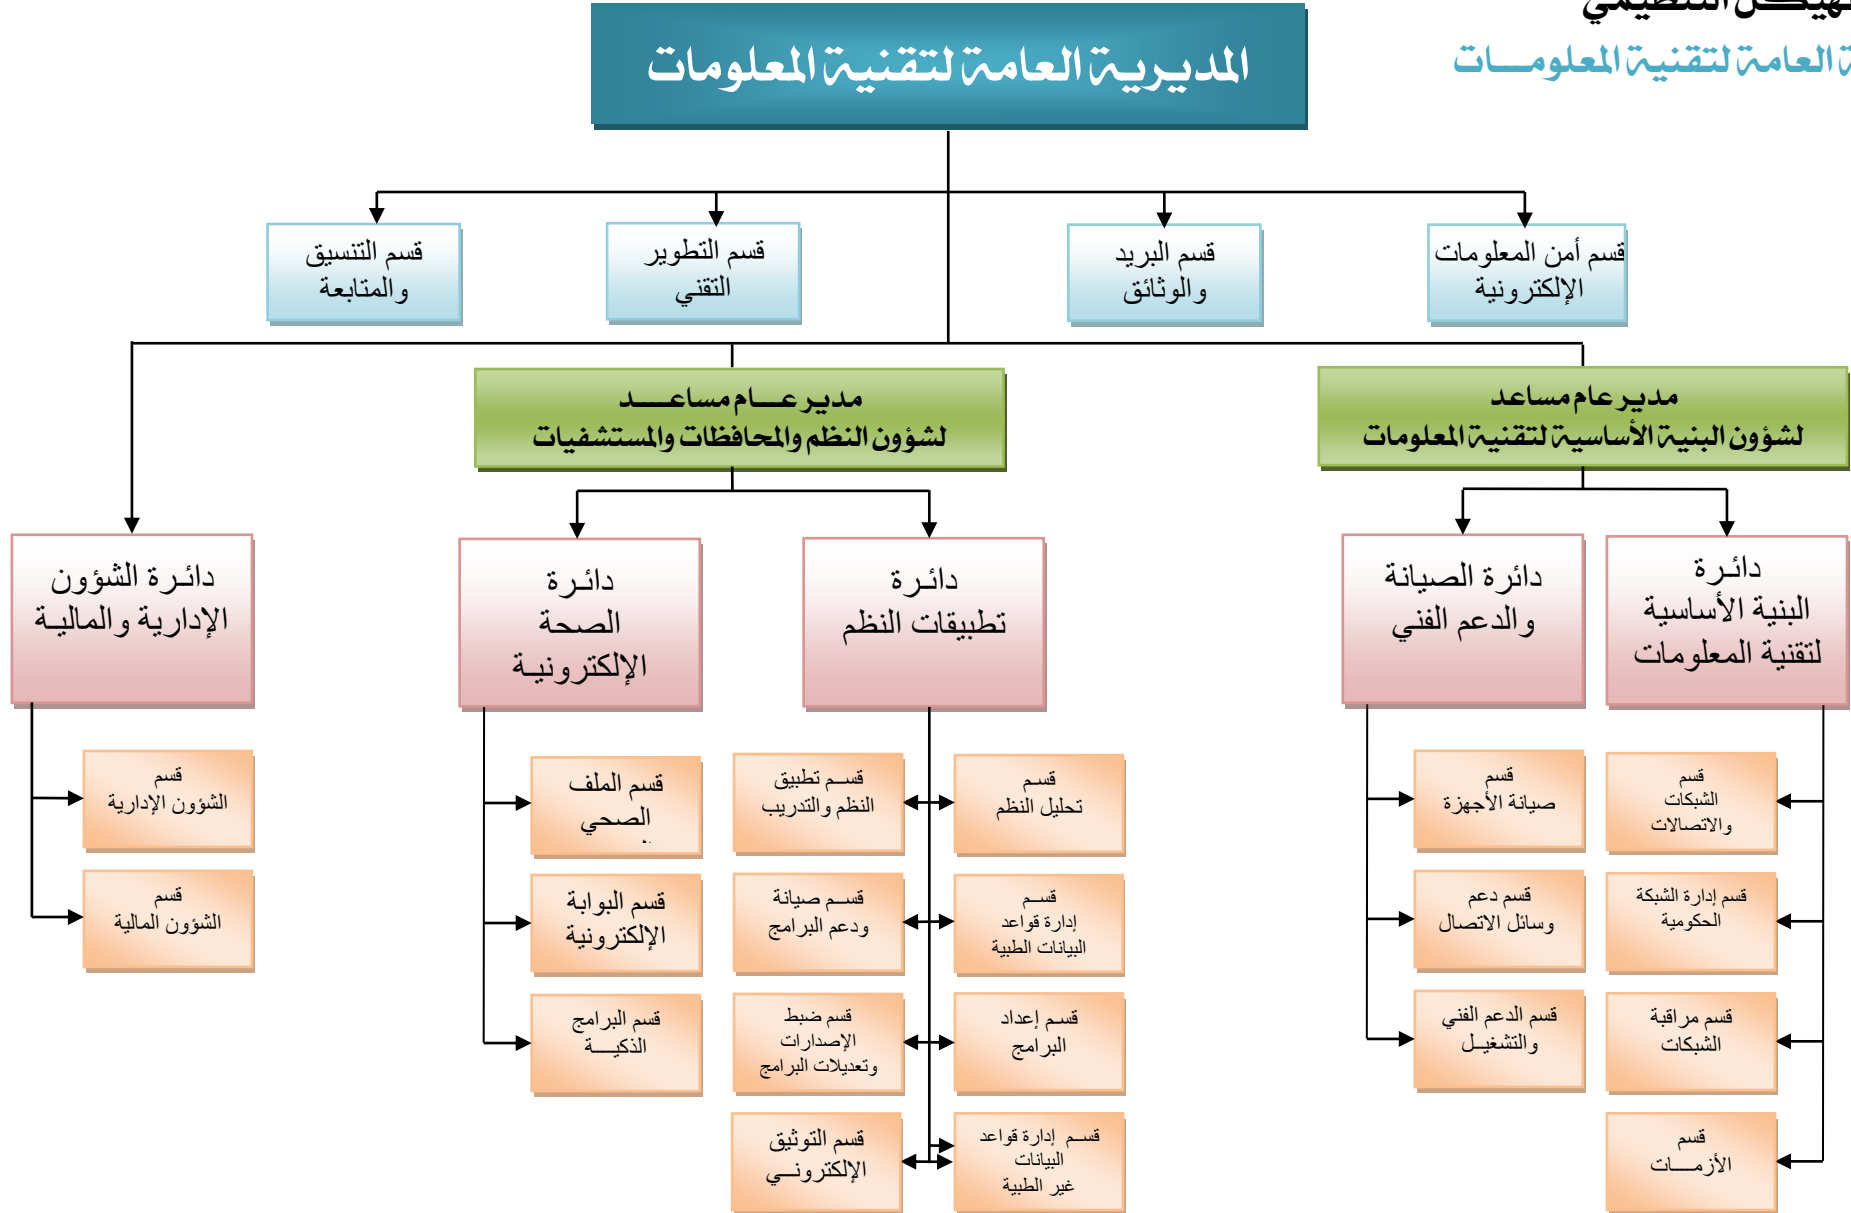 المديرية العامة لتقنية المعلومات
التنظيمي
العامة لتقنية المعلومات
قسم أمن المعلومات
الإلكترونية
قسم البريد
والوثائق
قسم التطوير
التقني
قسم التنسيق
والمتابعة
مدير عام مساعد
لشؤون البنية الأساسية لتقنية المعلومات
مدير عام مساعد
لشؤون النظم والمحافظات والمستشفيات
دائرة
البنية الأساسية
لتقنية المعلومات
دائرة الصيانة
والدعم الفني
دائرة
تطبيقات النظم
دائرة
الصحة
الإلكترونية
دائرة الشؤون
الإدارية والمالية
قسم
الشبكات
والاتصالات
قسم إدارة الشبكة
الحكومية
قسم مراقبة
الشبكات
قسم
الأزمات
قسم
صيانة الأجهزة
قسم دعم
وسائل الاتصال
قسم الدعم الفني
والتشغيل
قسم
تحليل النظم
قسم
إدارة قواعد
البيانات الطبية
قسم إعداد
البرامج
قسم إدارة قواعد
البيانات
غير الطبية
قسم تطبيق
النظم والتدريب
قسم صيانة
ودعم البرامج
قسم ضبط
الإصدارات
وتعديلات البرامج
قسم التوثيق
الإلكتروني
قسم الملف
الصحي
قسم البوابة
الإلكترونية
قسم البرامج
الذكية
قسم
الشؤون الإدارية
قسم
الشؤون المالية